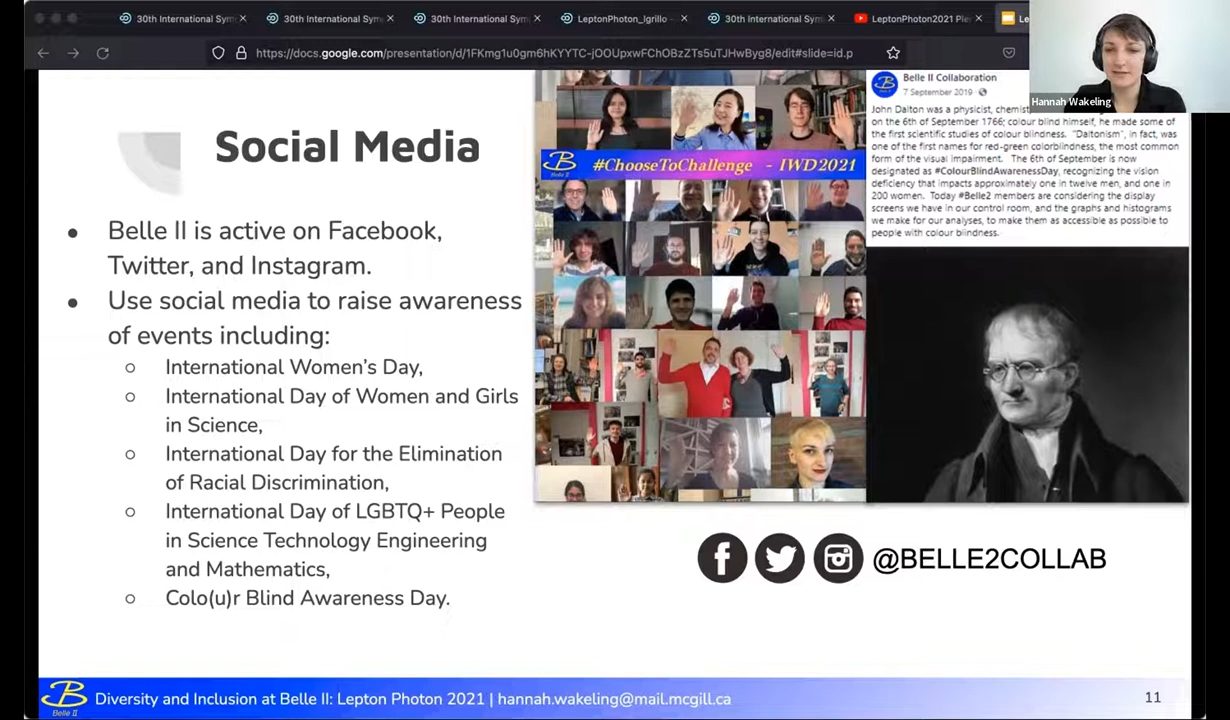 30th International Sym
30th International Sym
30th International Sym
LeptonPhoton_lgrillo -
30th International Sym
LeptonPhoton2021 Plen
https://docs.google.com/presentation/d/1FKmg1u0gm6hKYYTC-jOOUpxwFChOBzZTs5uTJHwByg8/edit#slide=id.p
Hannah Wakeling
Social Media
Belle II is active on Facebook,
Twitter, and Instagram.
Use social media to raise awareness
of events including:
International Women's Day,
International Day of Women and Girls
in Science,
International Day for the Elimination
of Racial Discrimination,
International Day of LGBTQ+ People
in Science Technology Engineering
and Mathematics,
Colo(u)r Blind Awareness Day.
Belle II
#ChooseToChallenge - IWD2021
Belle II Collaboration
7 September 2019
John Dalton was a physicist, chemist
on the 6th of September 1766; colour blind himself, he made some of
the first scientific studies of colour blindness. "Daltonism", in fact, was
one of the first names for red-green colorblindness, the most common
form of the visual impairment. The 6th of September is now
designated as #ColourBlindAwarenessDay, recognizing the vision
deficiency that impacts approximately one in twelve men, and one in
200 women. Today #Belle2 members are considering the display
screens we have in our control room, and the graphs and histograms
we make for our analyses, to make them as accessible as possible to
people with colour blindness.
@BELLE2COLLAB
Belle II
Diversity and Inclusion at Belle II: Lepton Photon 2021 | hannah.wakeling@mail.mcgill.ca
11